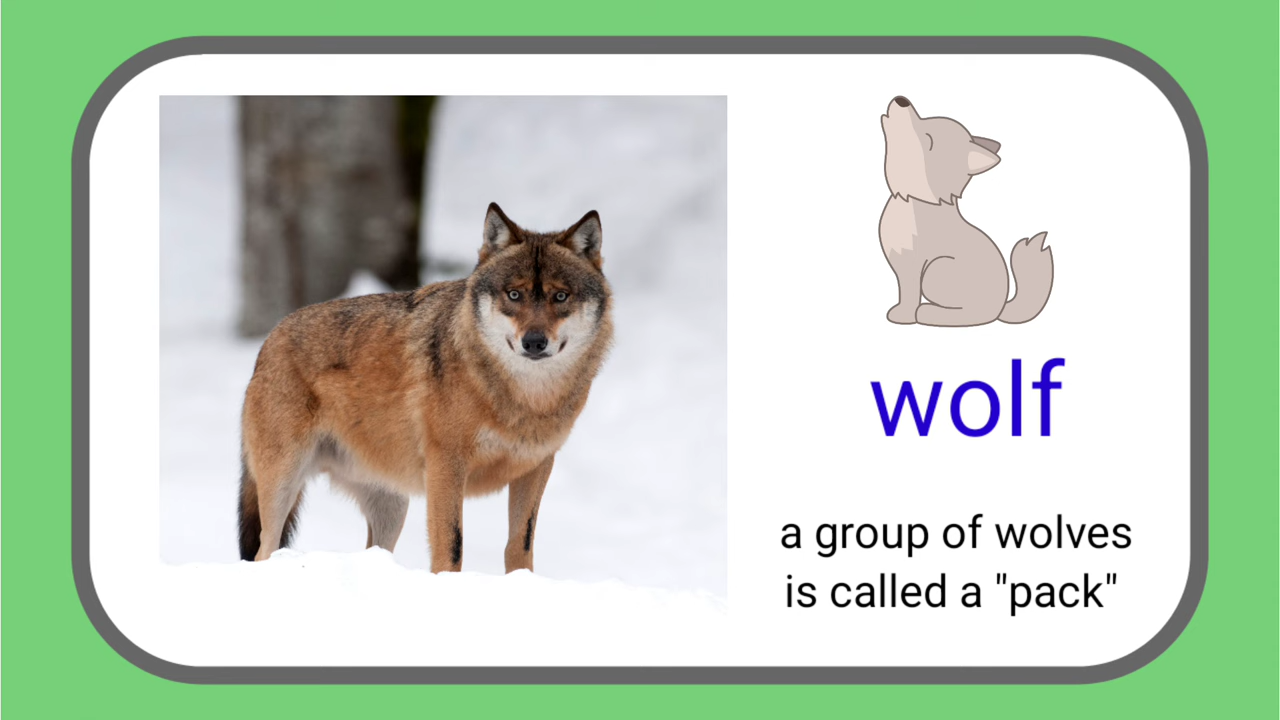 wolf
a group of wolves
is called a "pack"